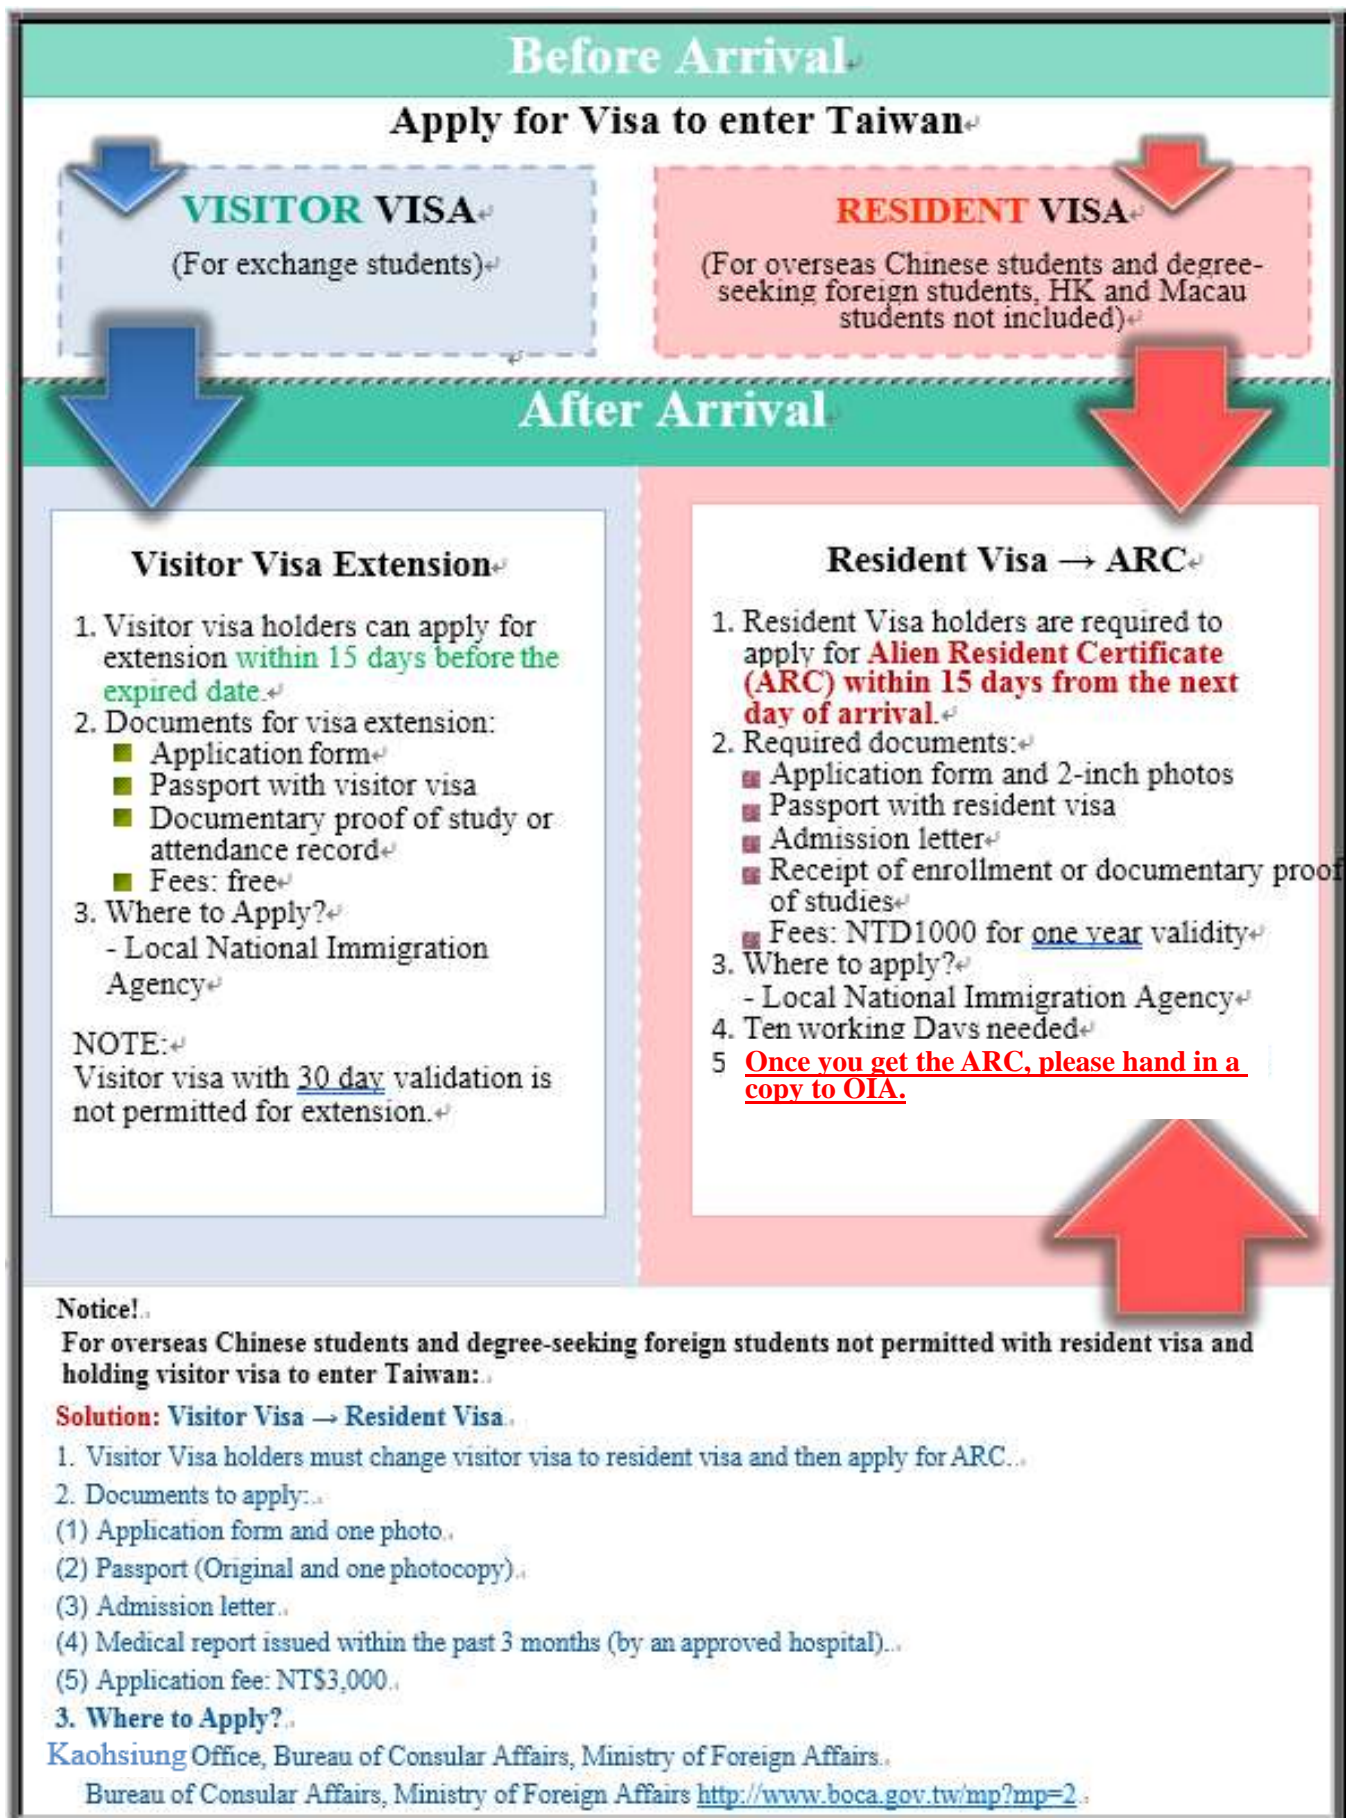 Before Arrival
Apply for Visa to enter Taiwan
VISITOR VISA
(For exchange students)
RESIDENT VISA
(For overseas Chinese students and degree-
seeking foreign students, HK and Macau
students not included)
After Arrival
Visitor Visa Extension
1. Visitor visa holders can apply for
extension within 15 days before the
expired date.
2. Documents for visa extension:
Application form
Passport with visitor visa
Documentary proof of study or
attendance record
Fees: free
3. Where to Apply?
- Local National Immigration
Agency
NOTE:
Visitor visa with 30 day validation is
not permitted for extension.
Resident Visa → ARC
1. Resident Visa holders are required to
apply for Alien Resident Certificate
(ARC) within 15 days from the next
day of arrival.
2. Required documents:
Application form and 2-inch photos
Passport with resident visa
Admission letter
Receipt of enrollment or documentary proof
of studies
Fees: NTD1000 for one year validity
3. Where to apply?
- Local National Immigration Agency
4. Ten working Days needed
5 Once you get the ARC, please hand in a
copy to OIA.
Notice!
For overseas Chinese students and degree-seeking foreign students not permitted with resident visa and
holding visitor visa to enter Taiwan:
Solution: Visitor Visa → Resident Visa
1. Visitor Visa holders must change visitor visa to resident visa and then apply for ARC.
2. Documents to apply:
(1) Application form and one photo
(2) Passport (Original and one photocopy)
(3) Admission letter
(4) Medical report issued within the past 3 months (by an approved hospital).
(5) Application fee: NT$3,000
3. Where to Apply?
Kaohsiung Office, Bureau of Consular Affairs, Ministry of Foreign Affairs
Bureau of Consular Affairs, Ministry of Foreign Affairs http://www.boca.gov.tw/mp?mp=2